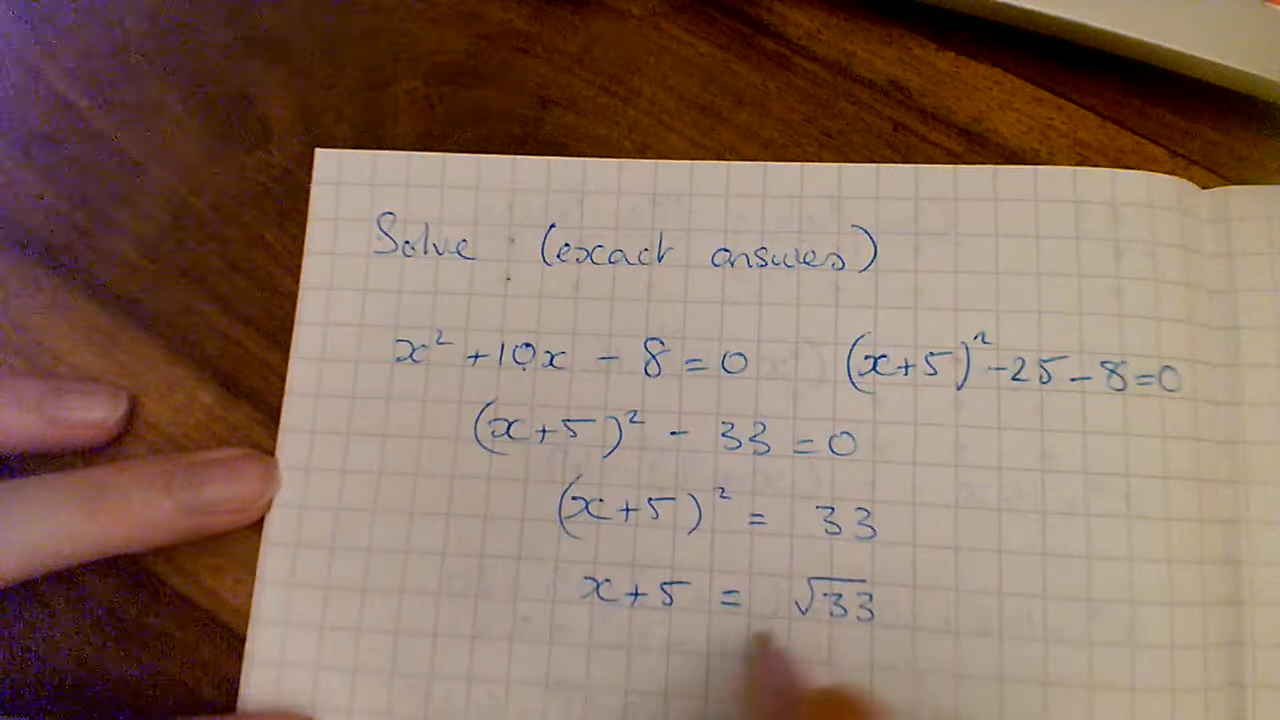 Solve : (exact answers)
x² + 10x - 8 = 0 (x+5)² - 25 - 8 = 0
(x+5)² - 33 = 0
(x+5)² = 33
x+5 = √33